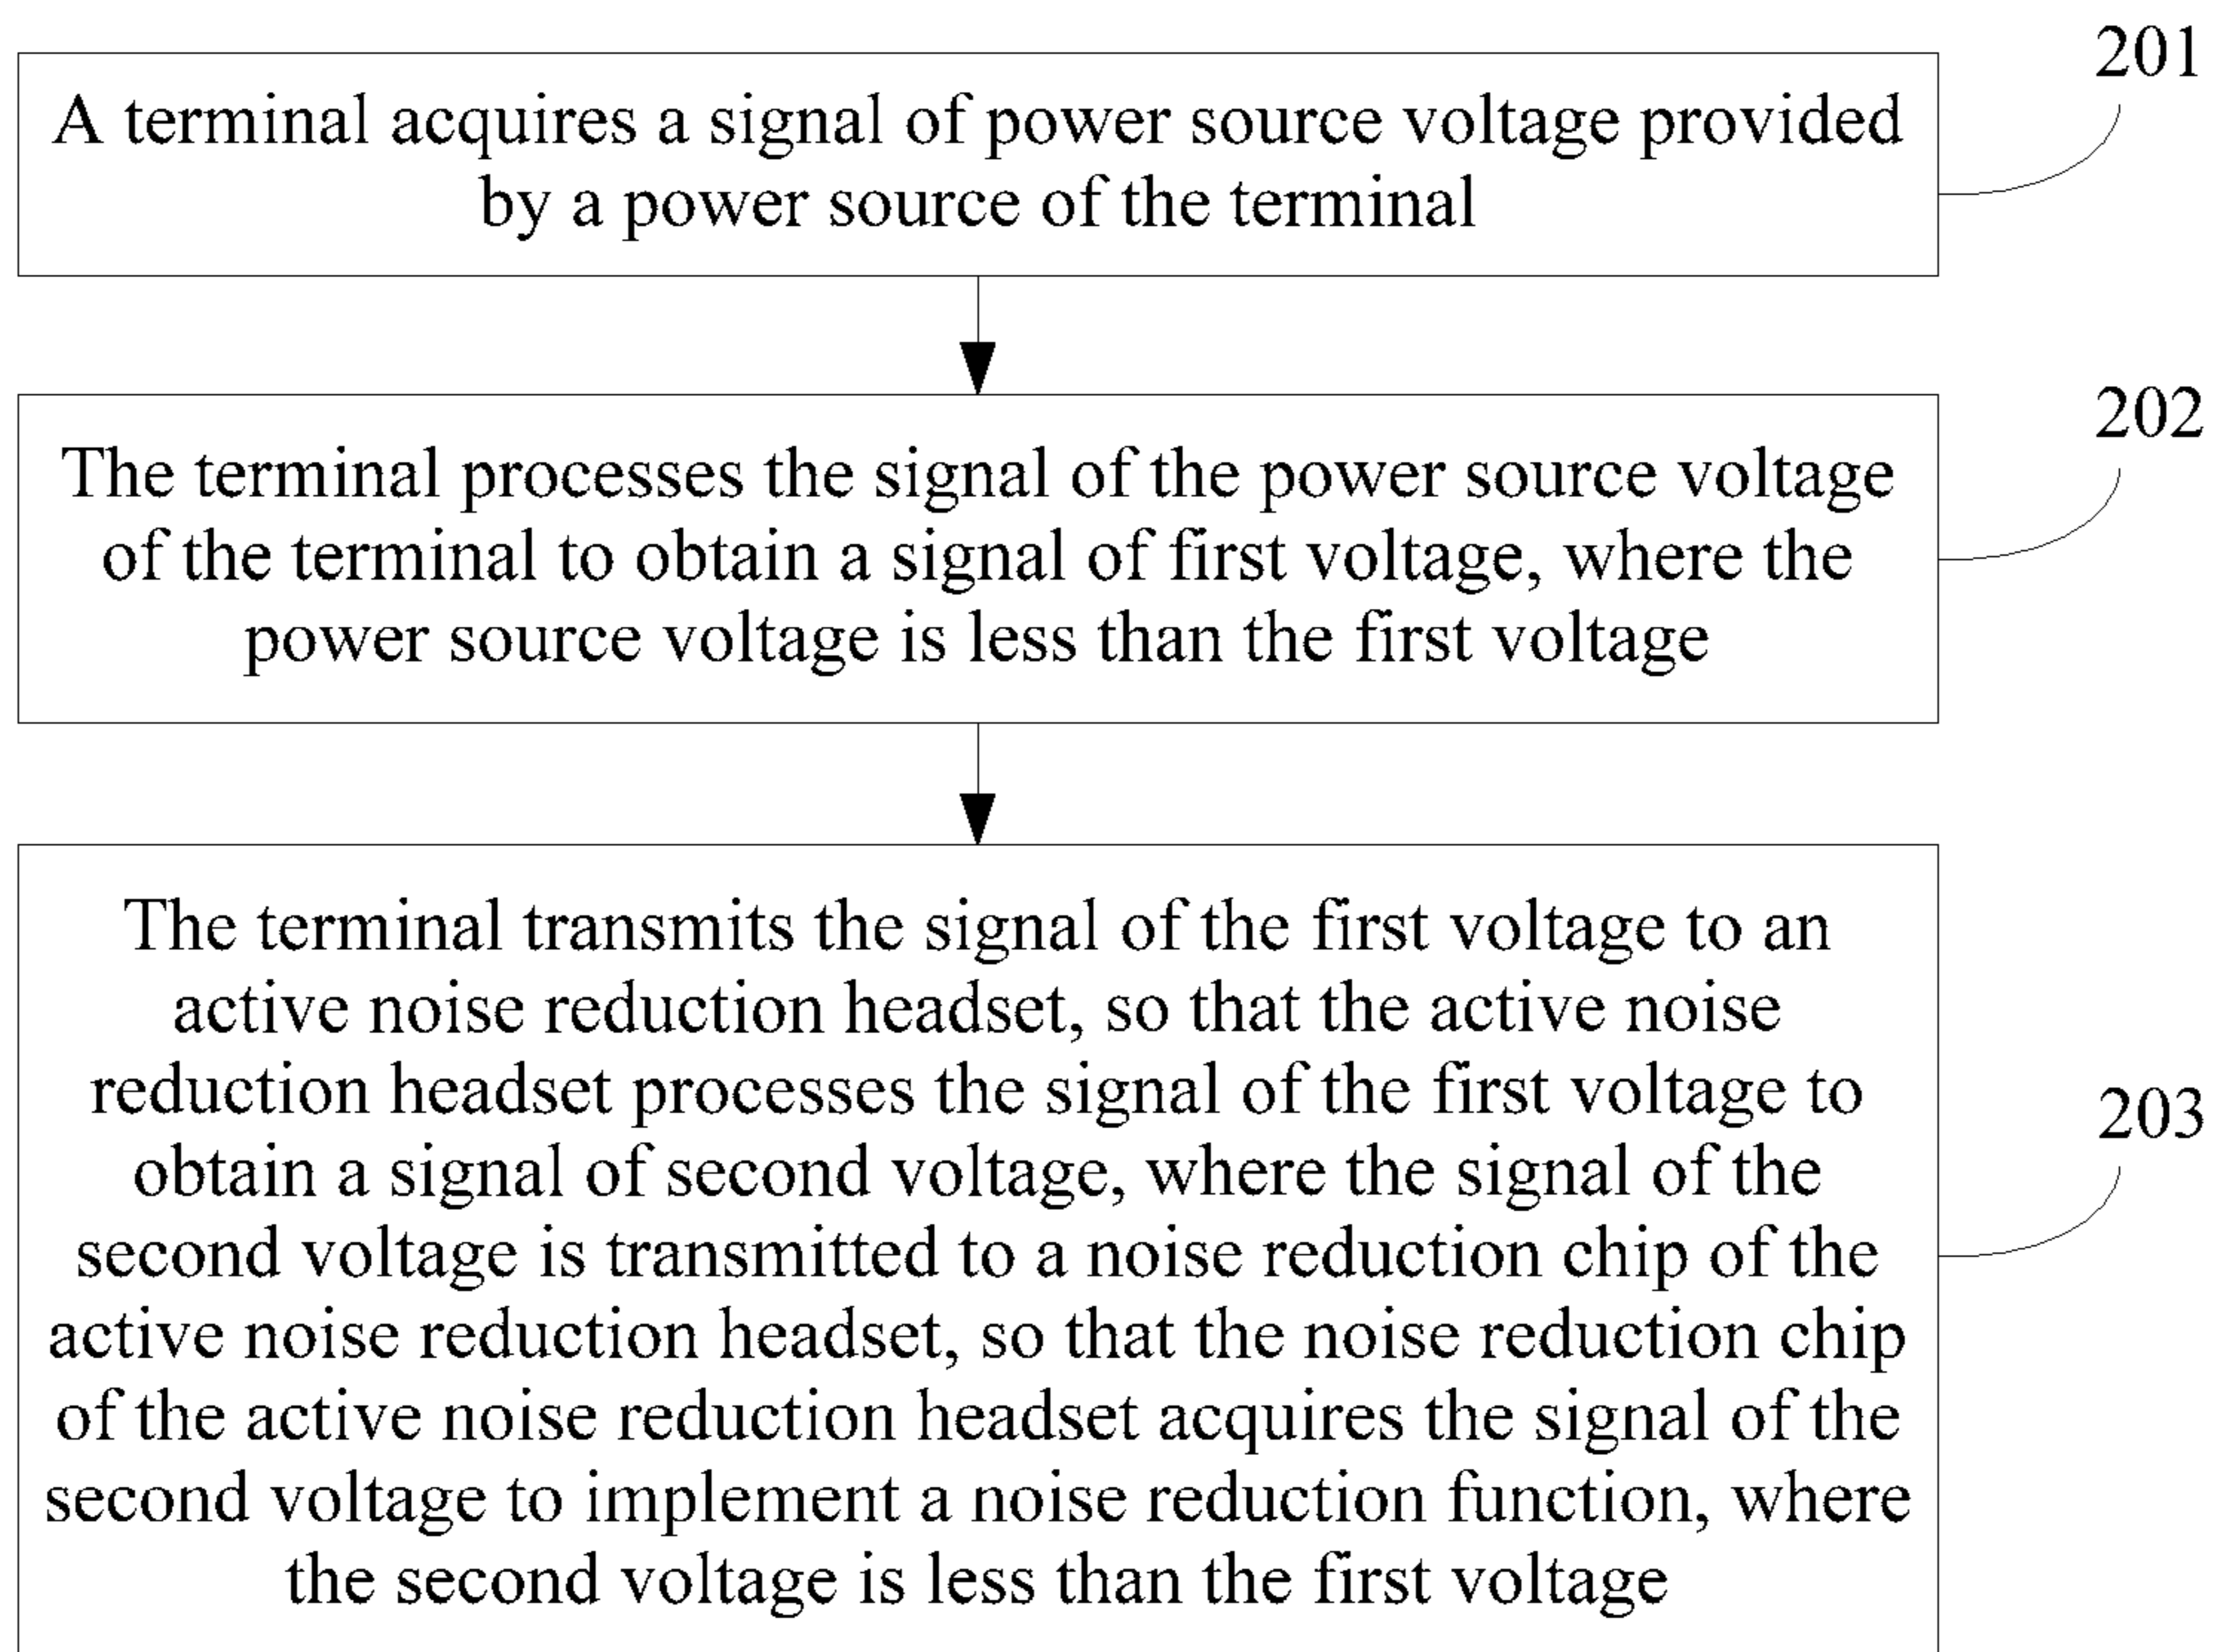 201
A terminal acquires a signal of power source voltage provided
by a power source of the terminal
202
The terminal processes the signal of the power source voltage
of the terminal to obtain a signal of first voltage, where the
power source voltage is less than the first voltage
The terminal transmits the signal of the first voltage to an
active noise reduction headset, so that the active noise
reduction headset processes the signal of the first voltage to
203
obtain a signal of second voltage, where the signal of the
second voltage is transmitted to a noise reduction chip of the
active noise reduction headset, so that the noise reduction chip
of the active noise reduction headset acquires the signal of the
second voltage to implement a noise reduction function, where
the second voltage is less than the first voltage